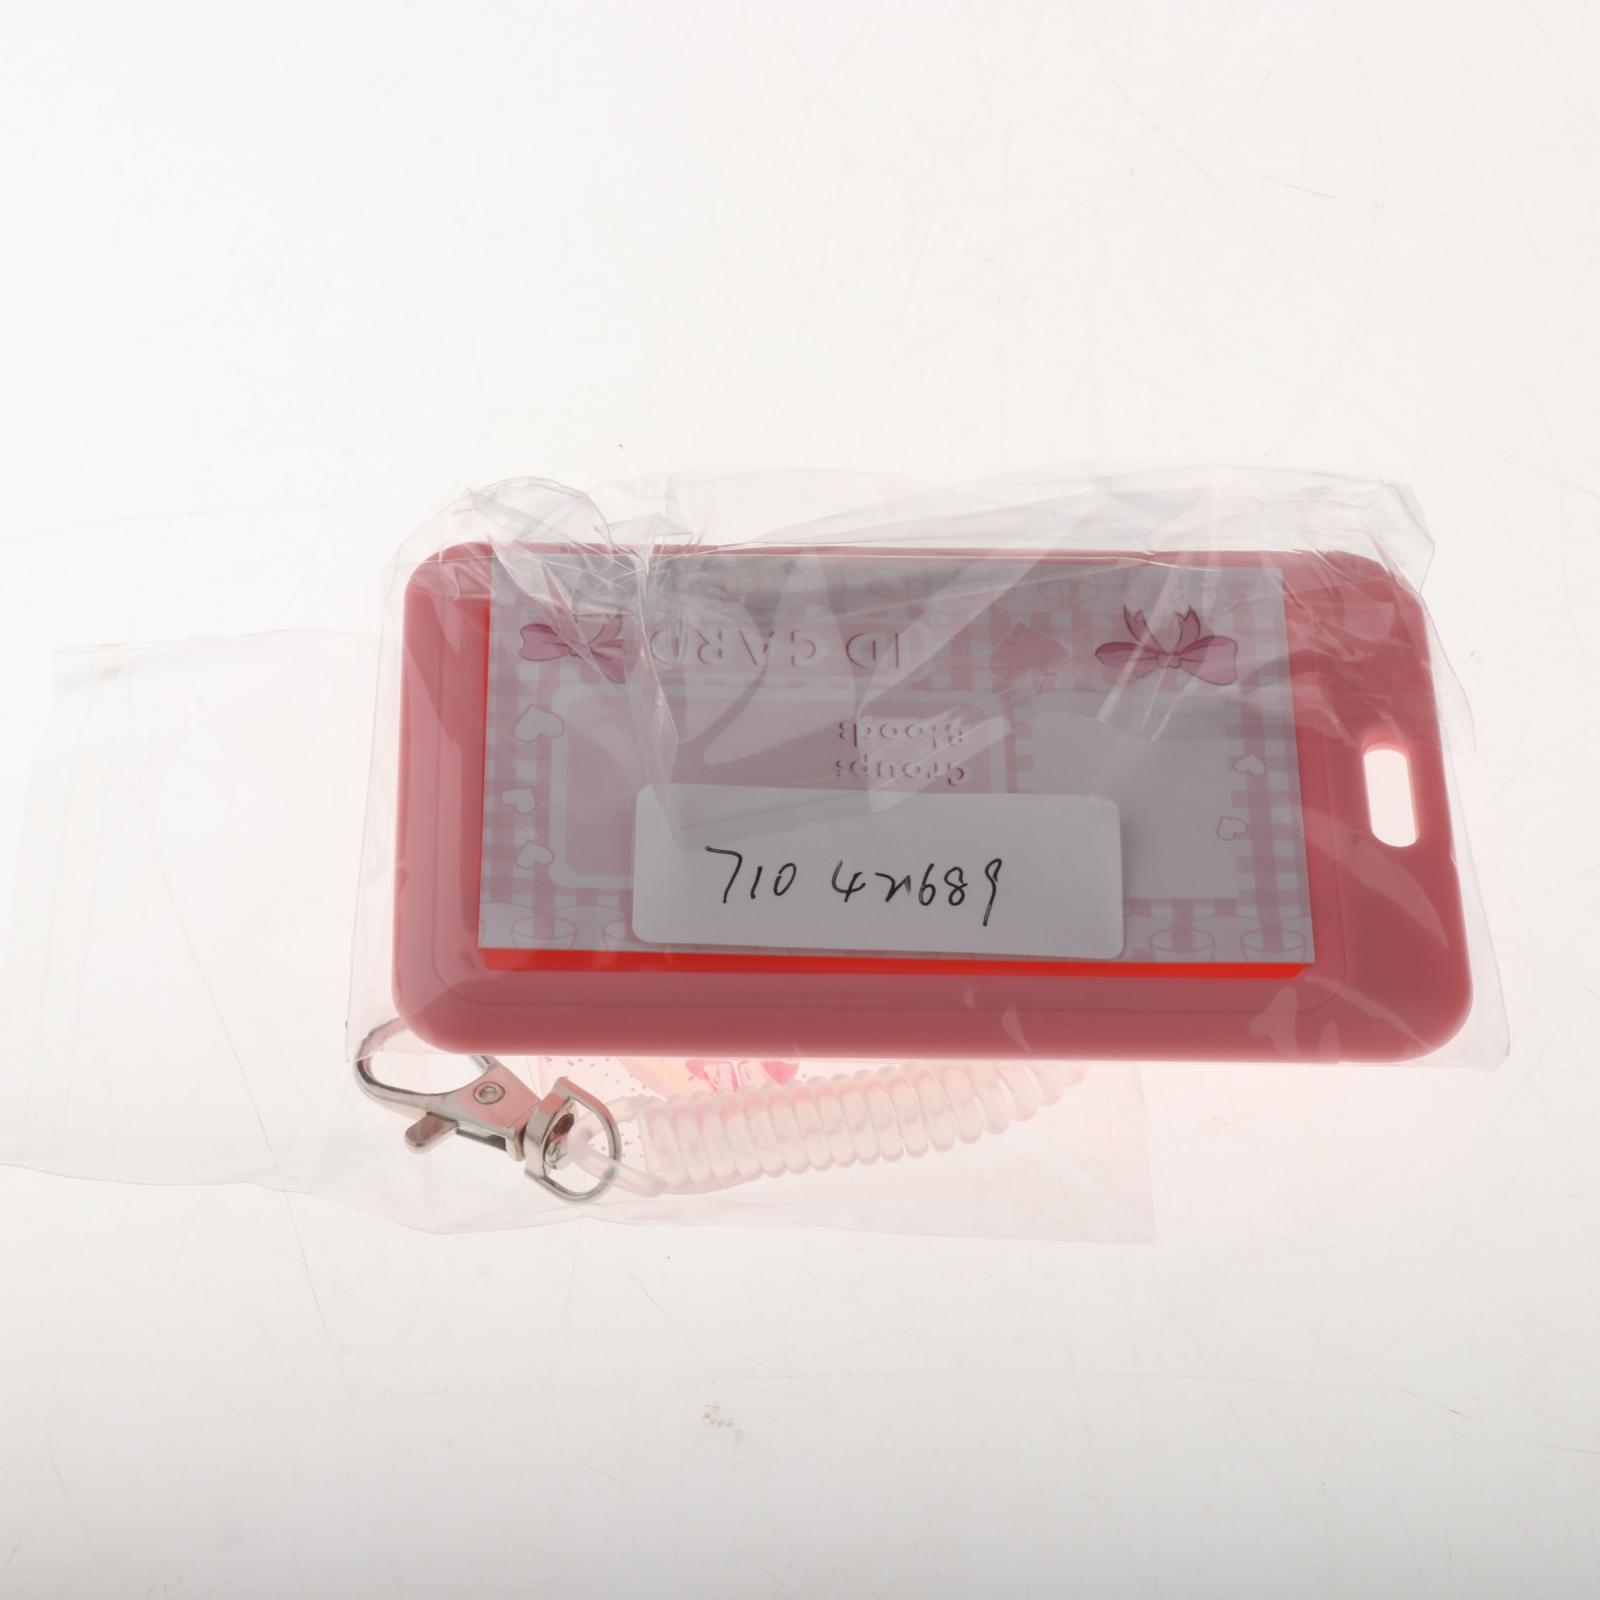 ID CARD
Blood:
Group:
710 42689